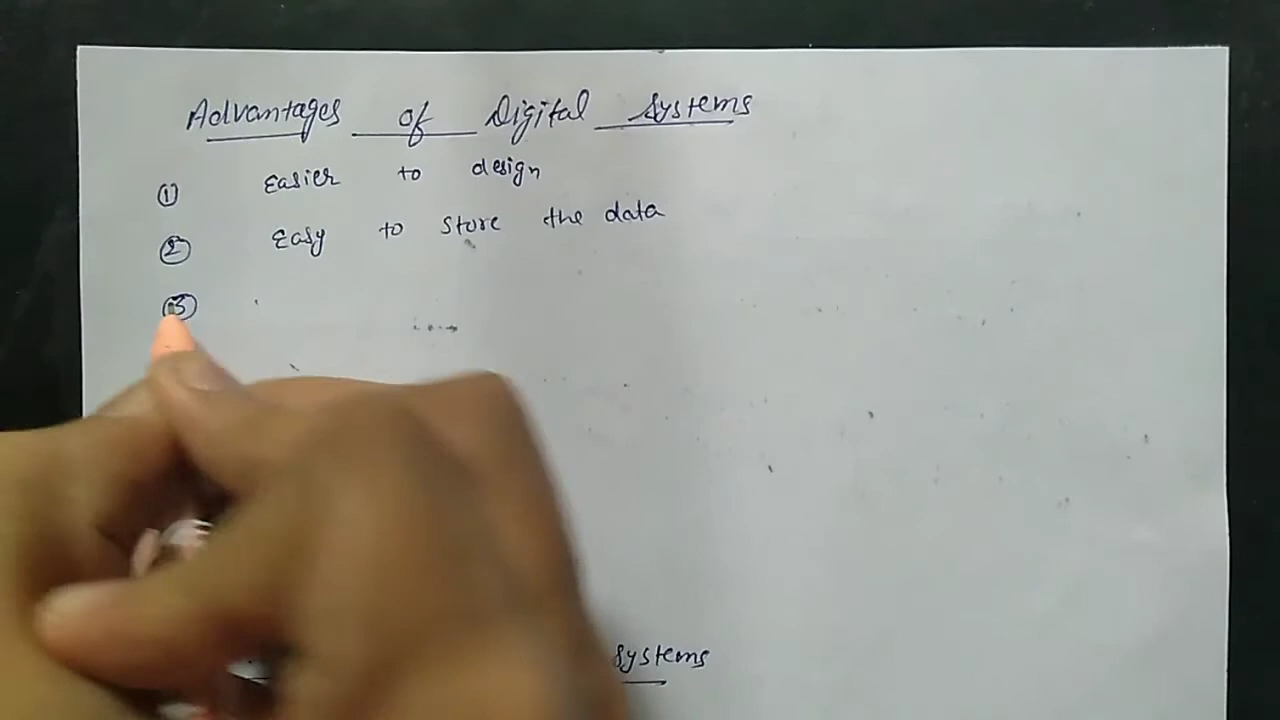 Advantages of Digital Systems
① Easier to design
② Easy to store the data
③
Systems